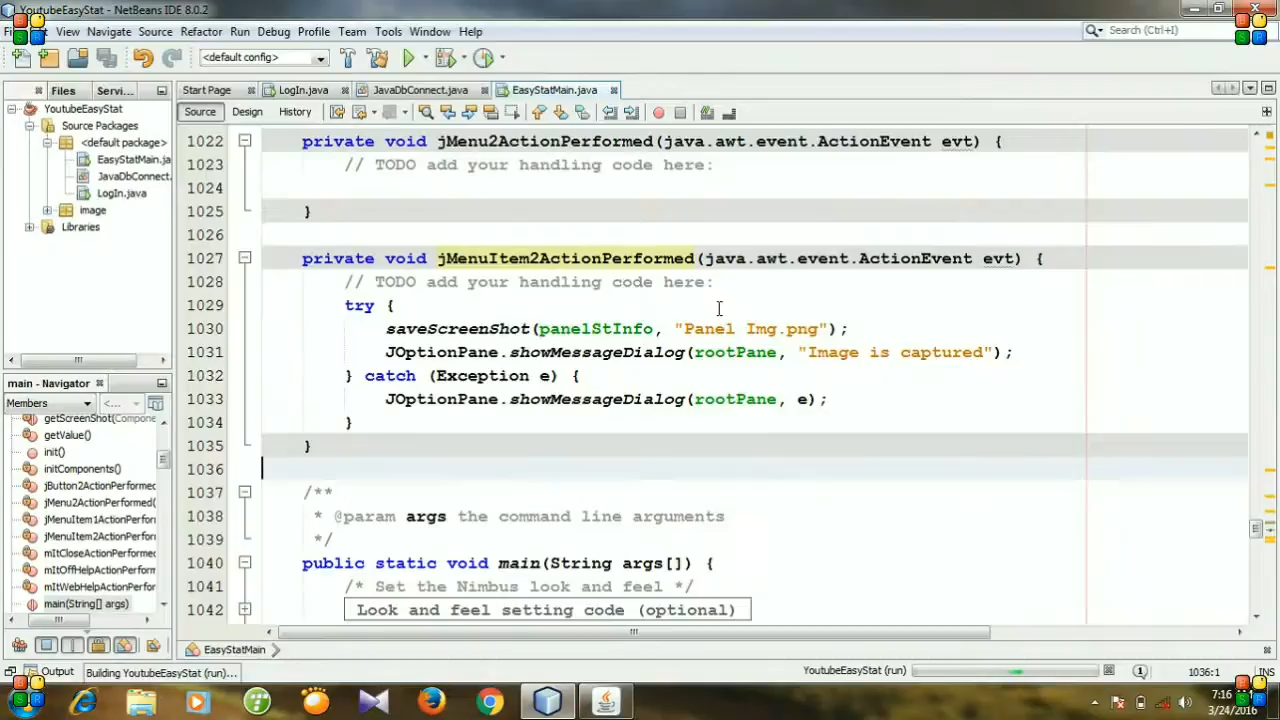 YoutubeEasyStat - NetBeans IDE 8.0.2
View Navigate Source Refactor Run Debug Profile Team Tools Window Help
Search (Ctrl+I)
<default config>
Files Servi...
Start Page LogIn.java JavaDbConnect.java EasyStatMain.java
YoutubeEasyStat
Source Packages
<default package>
EasyStatMain.ja
JavaDbConnect.
LogIn.java
image
Libraries
Source Design History
1022 private void jMenu2ActionPerformed(java.awt.event.ActionEvent evt) {
1023 // TODO add your handling code here:
1024
1025 }
1026
1027 private void jMenuItem2ActionPerformed(java.awt.event.ActionEvent evt) {
1028 // TODO add your handling code here:
1029 try {
1030 saveScreenShot(panelStInfo, "Panel Img.png");
1031 JOptionPane.showMessageDialog(rootPane, "Image is captured");
1032 } catch (Exception e) {
1033 JOptionPane.showMessageDialog(rootPane, e);
1034 }
1035 }
1036
1037 /**
1038 * @param args the command line arguments
1039 */
1040 public static void main(String args[]) {
1041 /* Set the Nimbus look and feel */
1042 Look and feel setting code (optional)
main - Navigator
Members <...
getScreenShot(Compone
getValue()
init()
initComponents()
jButton2ActionPerformed
jMenu2ActionPerformed(
jMenuItem1ActionPerfor
jMenuItem2ActionPerfor
mItCloseActionPerformed
mItOffHelpActionPerform
mItWebHelpActionPerfor
main(String[] args)
EasyStatMain
Output Building YoutubeEasyStat (run)...
YoutubeEasyStat (run)
1
1036:1 INS
7:16
3/24/2016